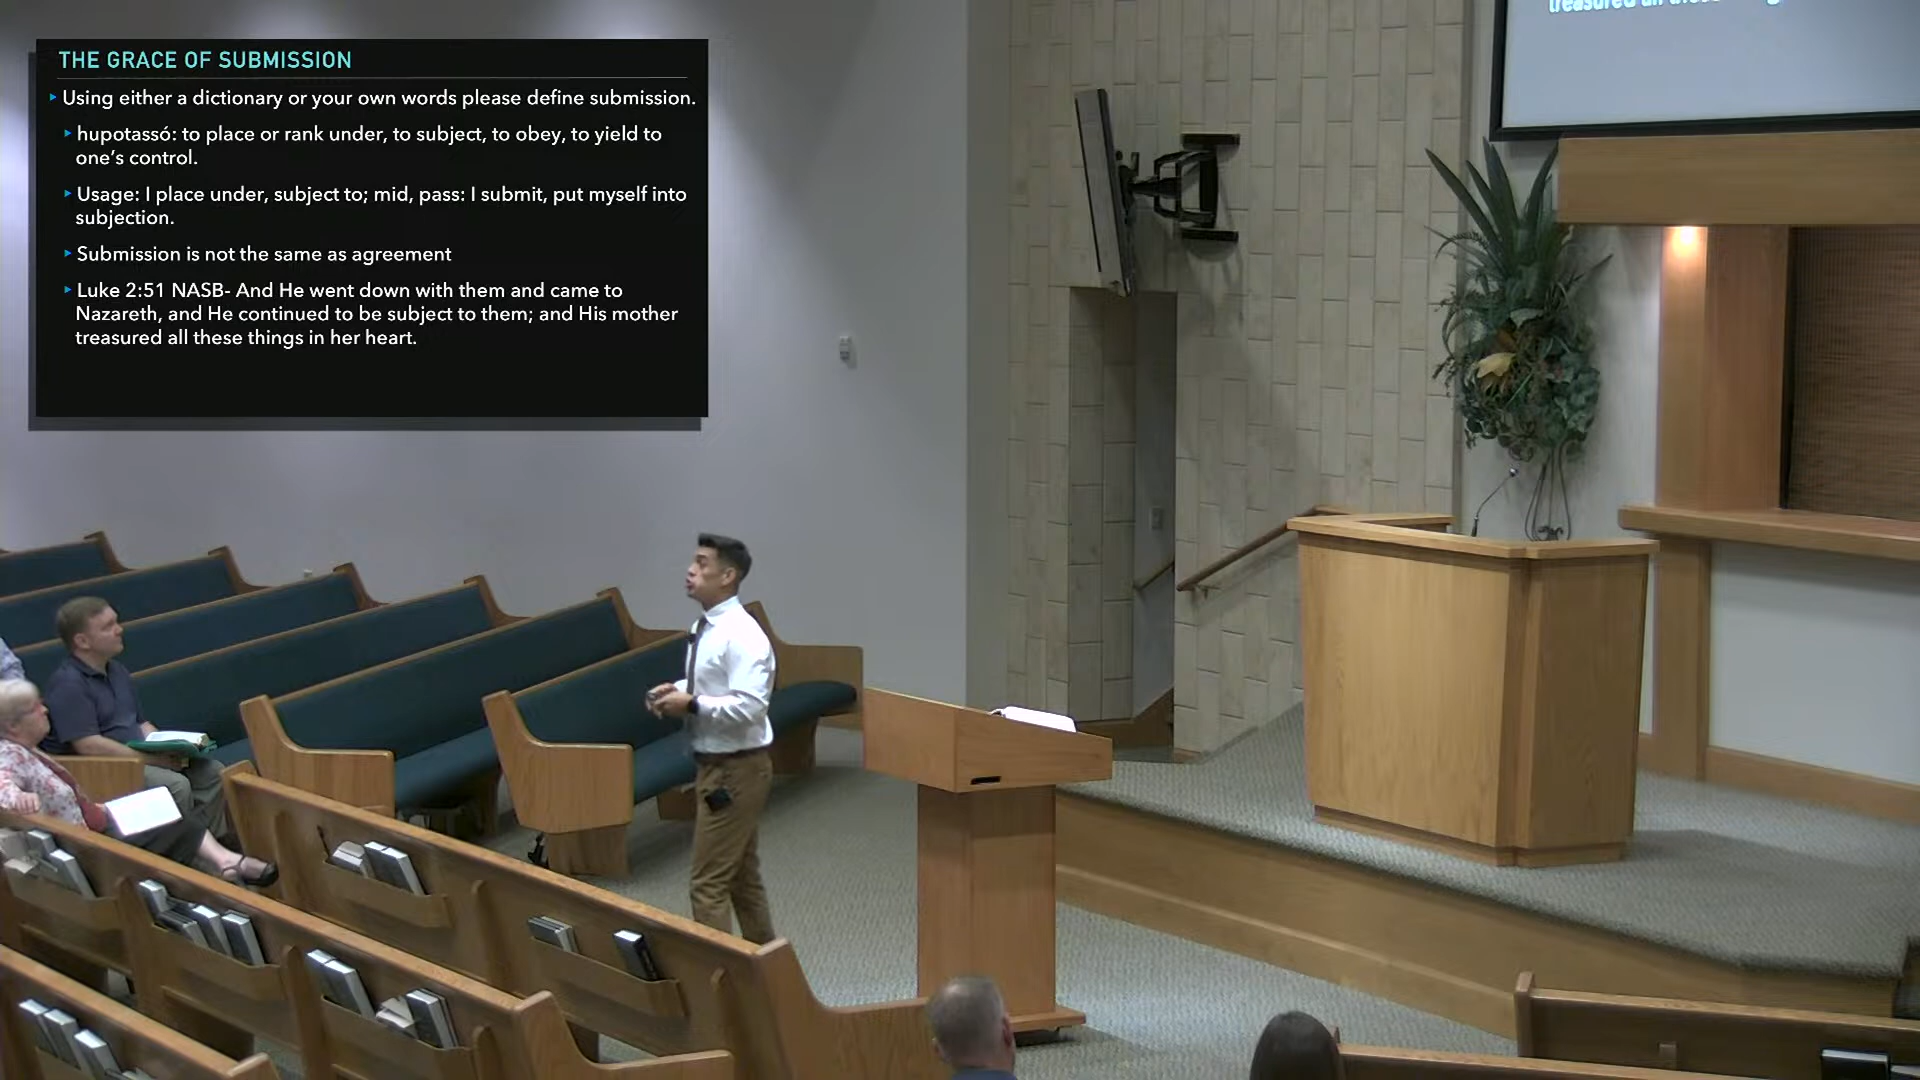 THE GRACE OF SUBMISSION
Using either a dictionary or your own words please define submission.
hupotassó: to place or rank under, to subject, to obey, to yield to
one's control.
Usage: I place under, subject to; mid, pass: I submit, put myself into
subjection.
Submission is not the same as agreement
Luke 2:51 NASB- And He went down with them and came to
Nazareth, and He continued to be subject to them; and His mother
treasured all these things in her heart.
treasured all these